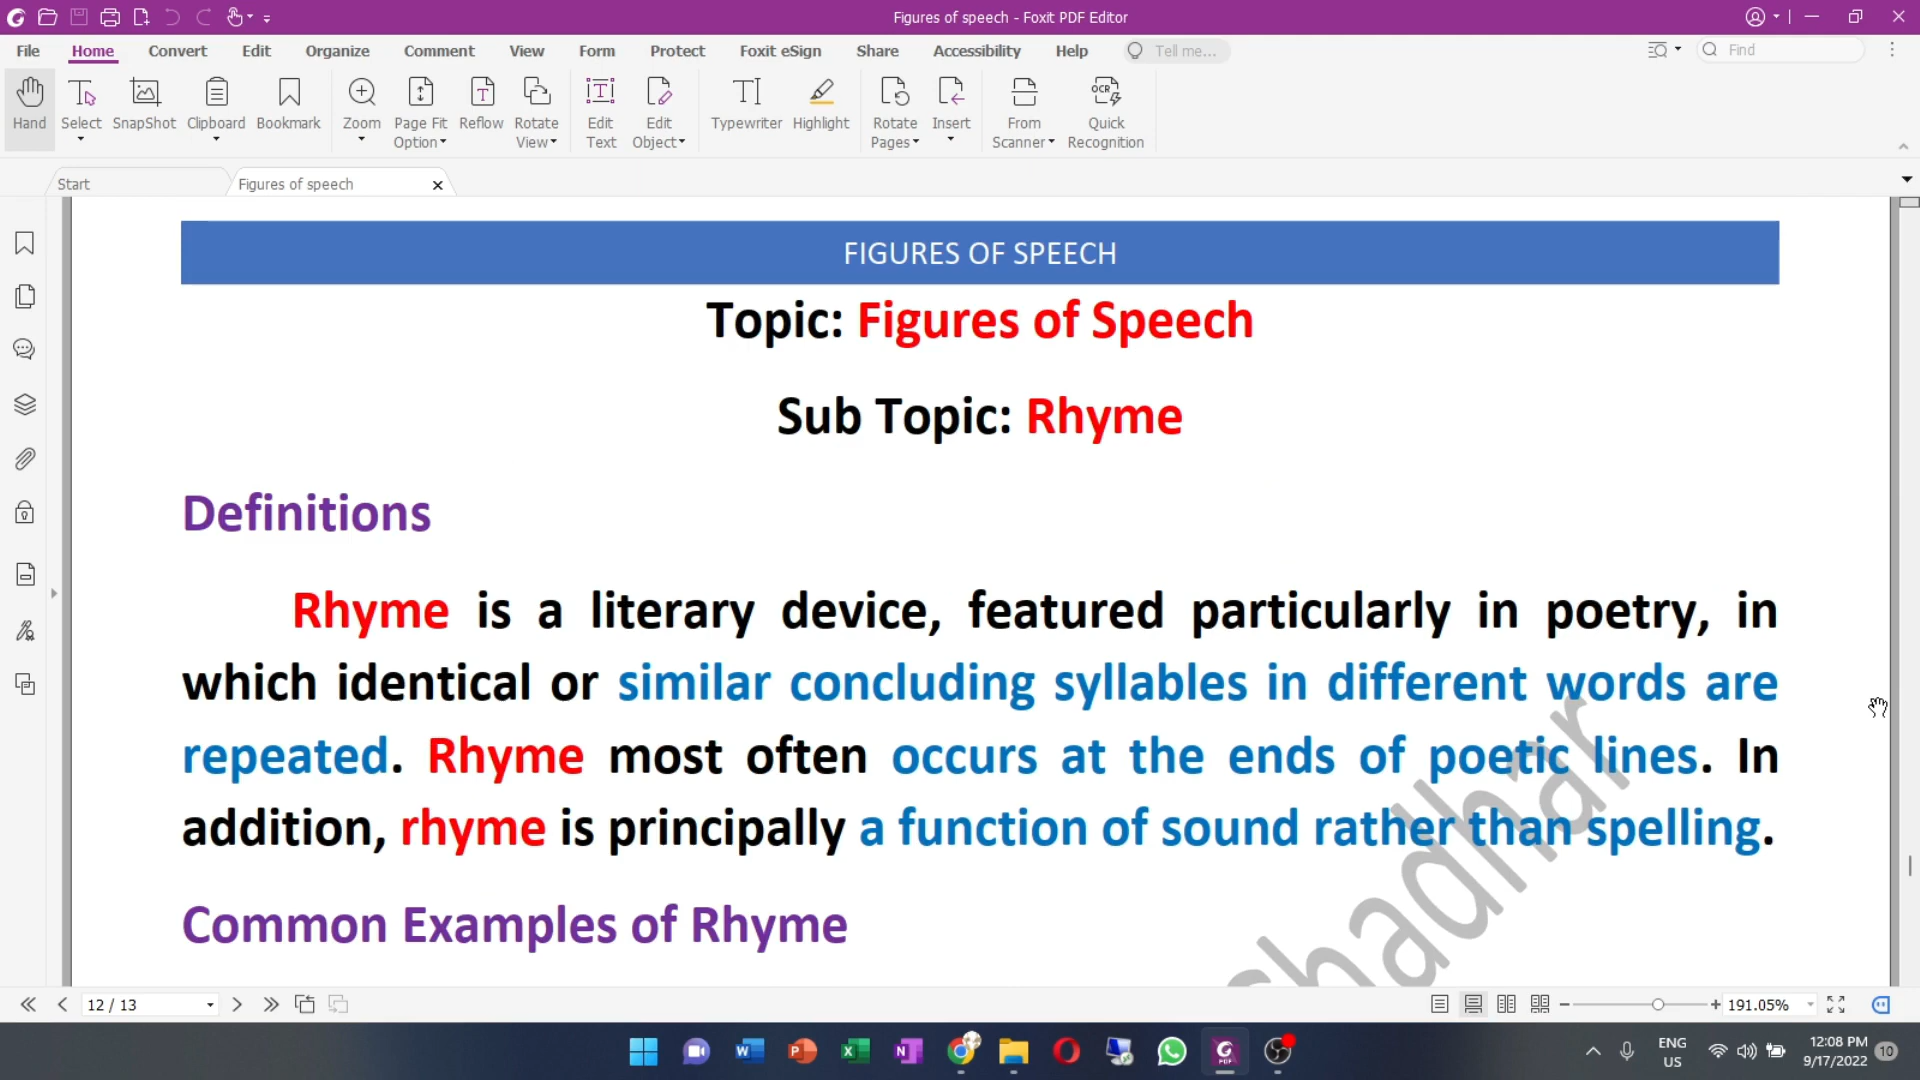 Figures of speech - Foxit PDF Editor
File Home Convert Edit Organize Comment View Form Protect Foxit eSign Share Accessibility Help Tell me... Find
Hand Select SnapShot Clipboard Bookmark Zoom Page Fit Option Reflow Rotate View Edit Text Edit Object Typewriter Highlight Rotate Pages Insert From Scanner Quick Recognition
Start Figures of speech
FIGURES OF SPEECH
Topic: Figures of Speech
Sub Topic: Rhyme
Definitions
Rhyme is a literary device, featured particularly in poetry, in
which identical or similar concluding syllables in different words are
repeated. Rhyme most often occurs at the ends of poetic lines. In
addition, rhyme is principally a function of sound rather than spelling.
Common Examples of Rhyme
12 / 13 191.05%
ENG
US
12:08 PM
9/17/2022
10